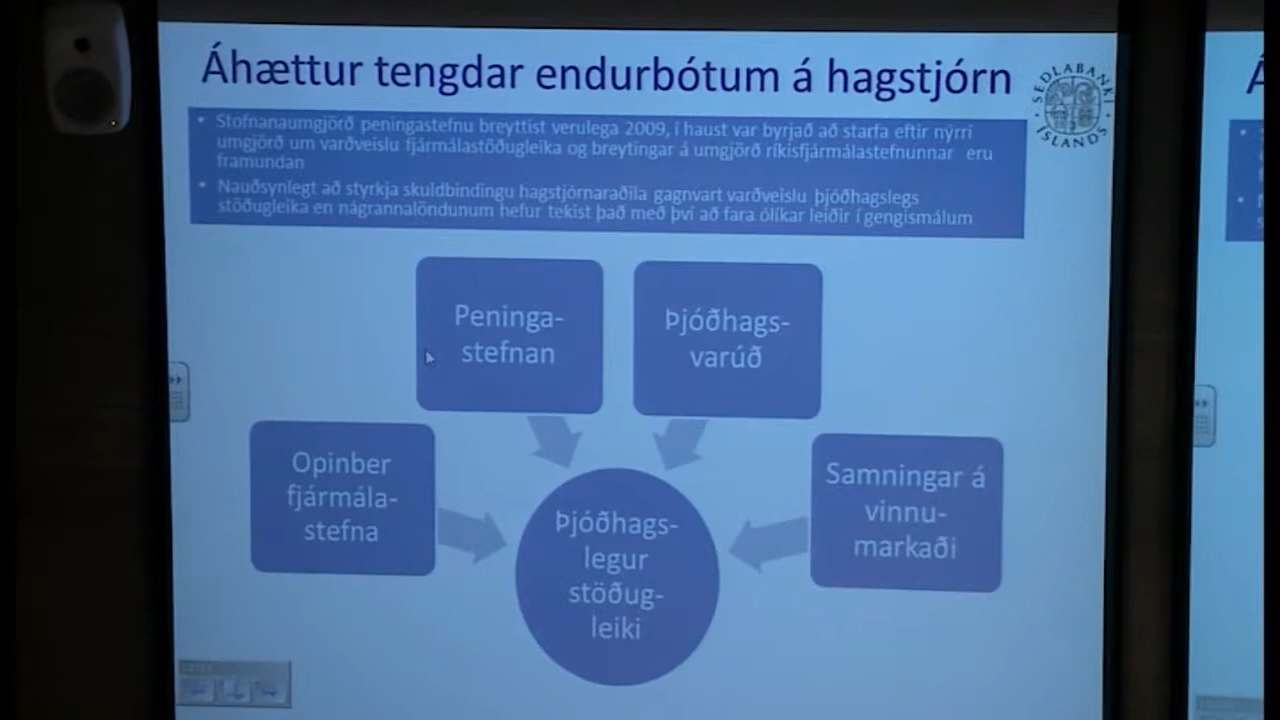 Áhættur tengdar endurbótum á hagstjórn
SEÐLABANKI ÍSLANDS
• Stofnanaumgjörð peningastefnu breyttist verulega 2009, í haust var byrjað að starfa eftir nýrri
umgjörð um varðveislu fjármálastöðugleika og breytingar á umgjörð ríkisfjármálastefnunnar eru
framundan
• Nauðsynlegt að styrkja skuldbindingu hagstjórnaraðila gagnvart varðveislu þjóðhagslegs
stöðugleika en nágrannalöndunum hefur tekist það með því að fara ólíkar leiðir í gengismálum
Peninga-
stefnan
Þjóðhags-
varúð
Opinber
fjármála-
stefna
Samningar á
vinnu-
markaði
Þjóðhags-
legur
stöðug-
leiki
Á